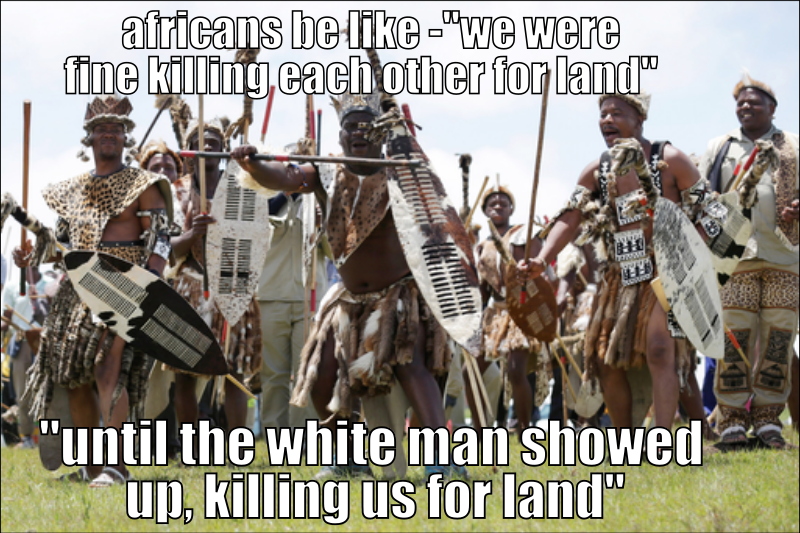 africans be like -"we were
fine killing each other for land"
"until the white man showed
up, killing us for land"